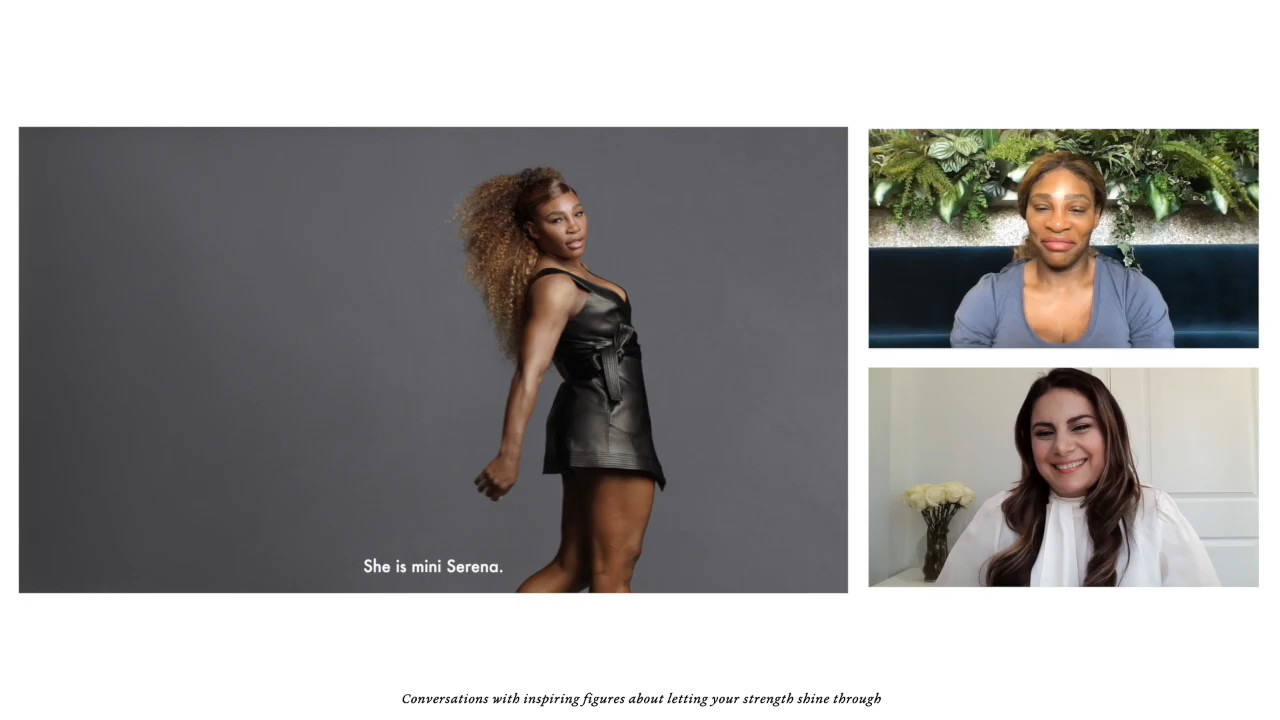 She is mini Serena.
Conversations with inspiring figures about letting your strength shine through